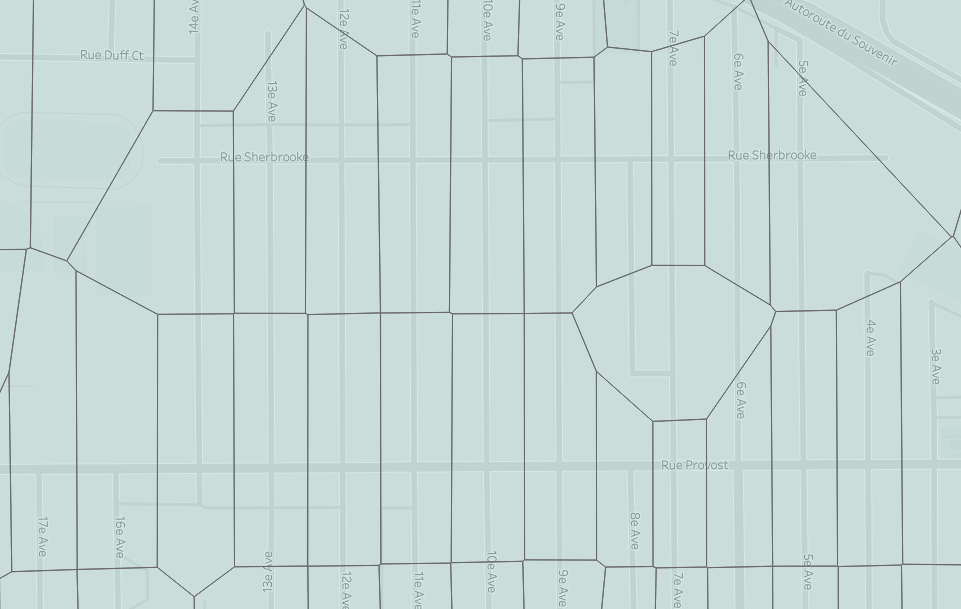 14e Ave
12e Ave
11e Ave
10e Ave
9e Ave
7e Ave
6e Ave
5e Ave
Autoroute du Souvenir
Rue Duff Ct
13e Ave
Rue Sherbrooke
Rue Sherbrooke
4e Ave
3e Ave
6e Ave
Rue Provost
17e Ave
16e Ave
8e Ave
13e Ave
12e Ave
11e Ave
10e Ave
9e Ave
7e Ave
5e Ave